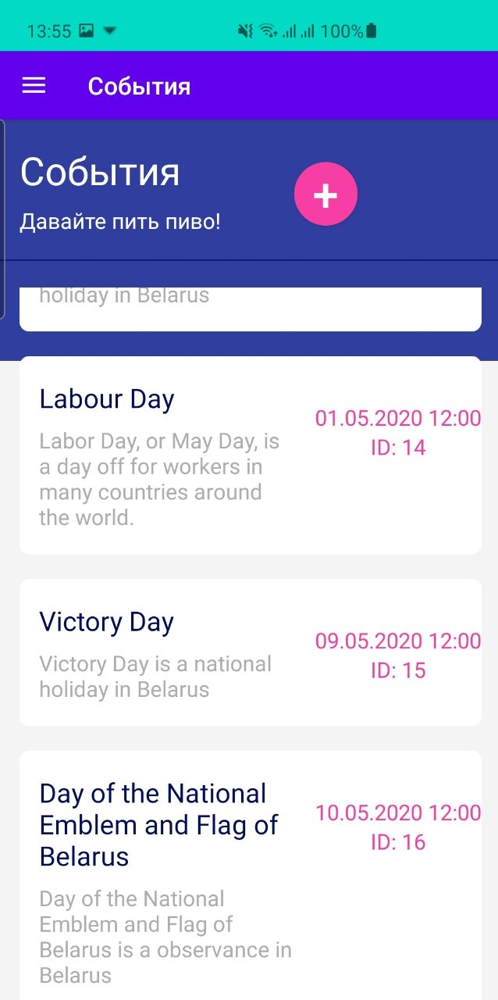 13:55 100%
События
События
Давайте пить пиво!
+
holiday in Belarus
Labour Day
01.05.2020 12:00
ID: 14
Labor Day, or May Day, is
a day off for workers in
many countries around
the world.
Victory Day
09.05.2020 12:00
ID: 15
Victory Day is a national
holiday in Belarus
Day of the National
Emblem and Flag of
Belarus
10.05.2020 12:00
ID: 16
Day of the National
Emblem and Flag of
Belarus is a observance in
Belarus